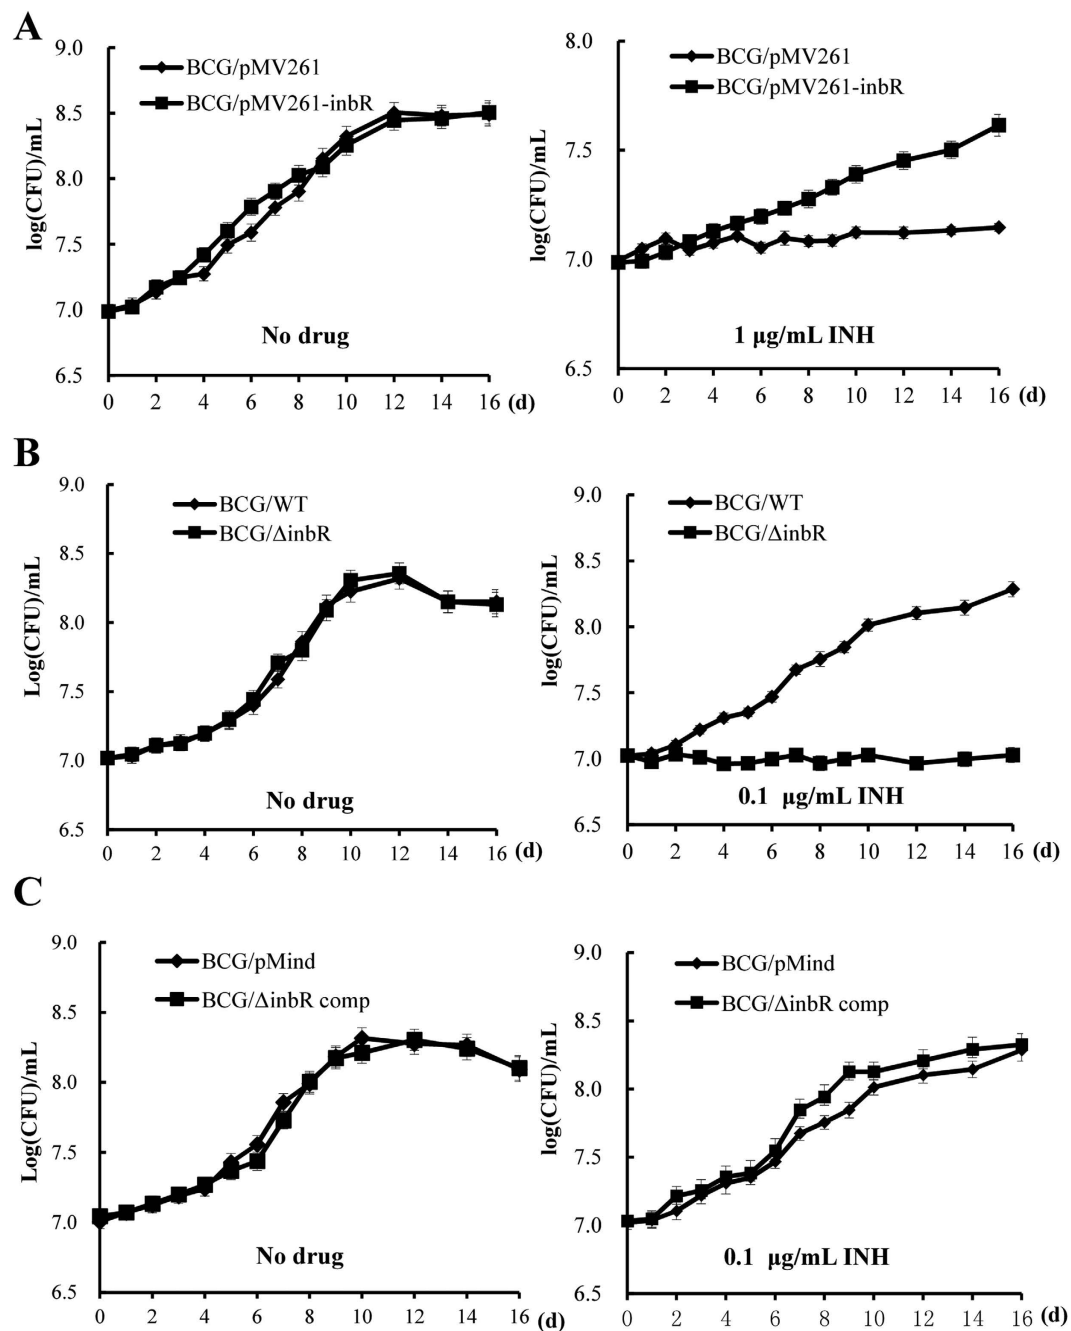 A
9.0
8.5
8.0
7.5
7.0
6.5
log(CFU)/mL
BCG/pMV261
BCG/pMV261-inbR
No drug
0 2 4 6 8 10 12 14 16 (d)
8.0
7.5
7.0
6.5
log(CFU)/mL
BCG/pMV261
BCG/pMV261-inbR
1 μg/mL INH
0 2 4 6 8 10 12 14 16 (d)
B
9.0
8.5
8.0
7.5
7.0
6.5
Log(CFU)/mL
BCG/WT
BCG/ΔinbR
No drug
0 2 4 6 8 10 12 14 16 (d)
9.0
8.5
8.0
7.5
7.0
6.5
log(CFU)/mL
BCG/WT
BCG/ΔinbR
0.1 μg/mL INH
0 2 4 6 8 10 12 14 16 (d)
C
9.0
8.5
8.0
7.5
7.0
6.5
Log(CFU)/mL
BCG/pMind
BCG/ΔinbR comp
No drug
0 2 4 6 8 10 12 14 16 (d)
9.0
8.5
8.0
7.5
7.0
6.5
log(CFU)/mL
BCG/pMind
BCG/ΔinbR comp
0.1 μg/mL INH
0 2 4 6 8 10 12 14 16 (d)